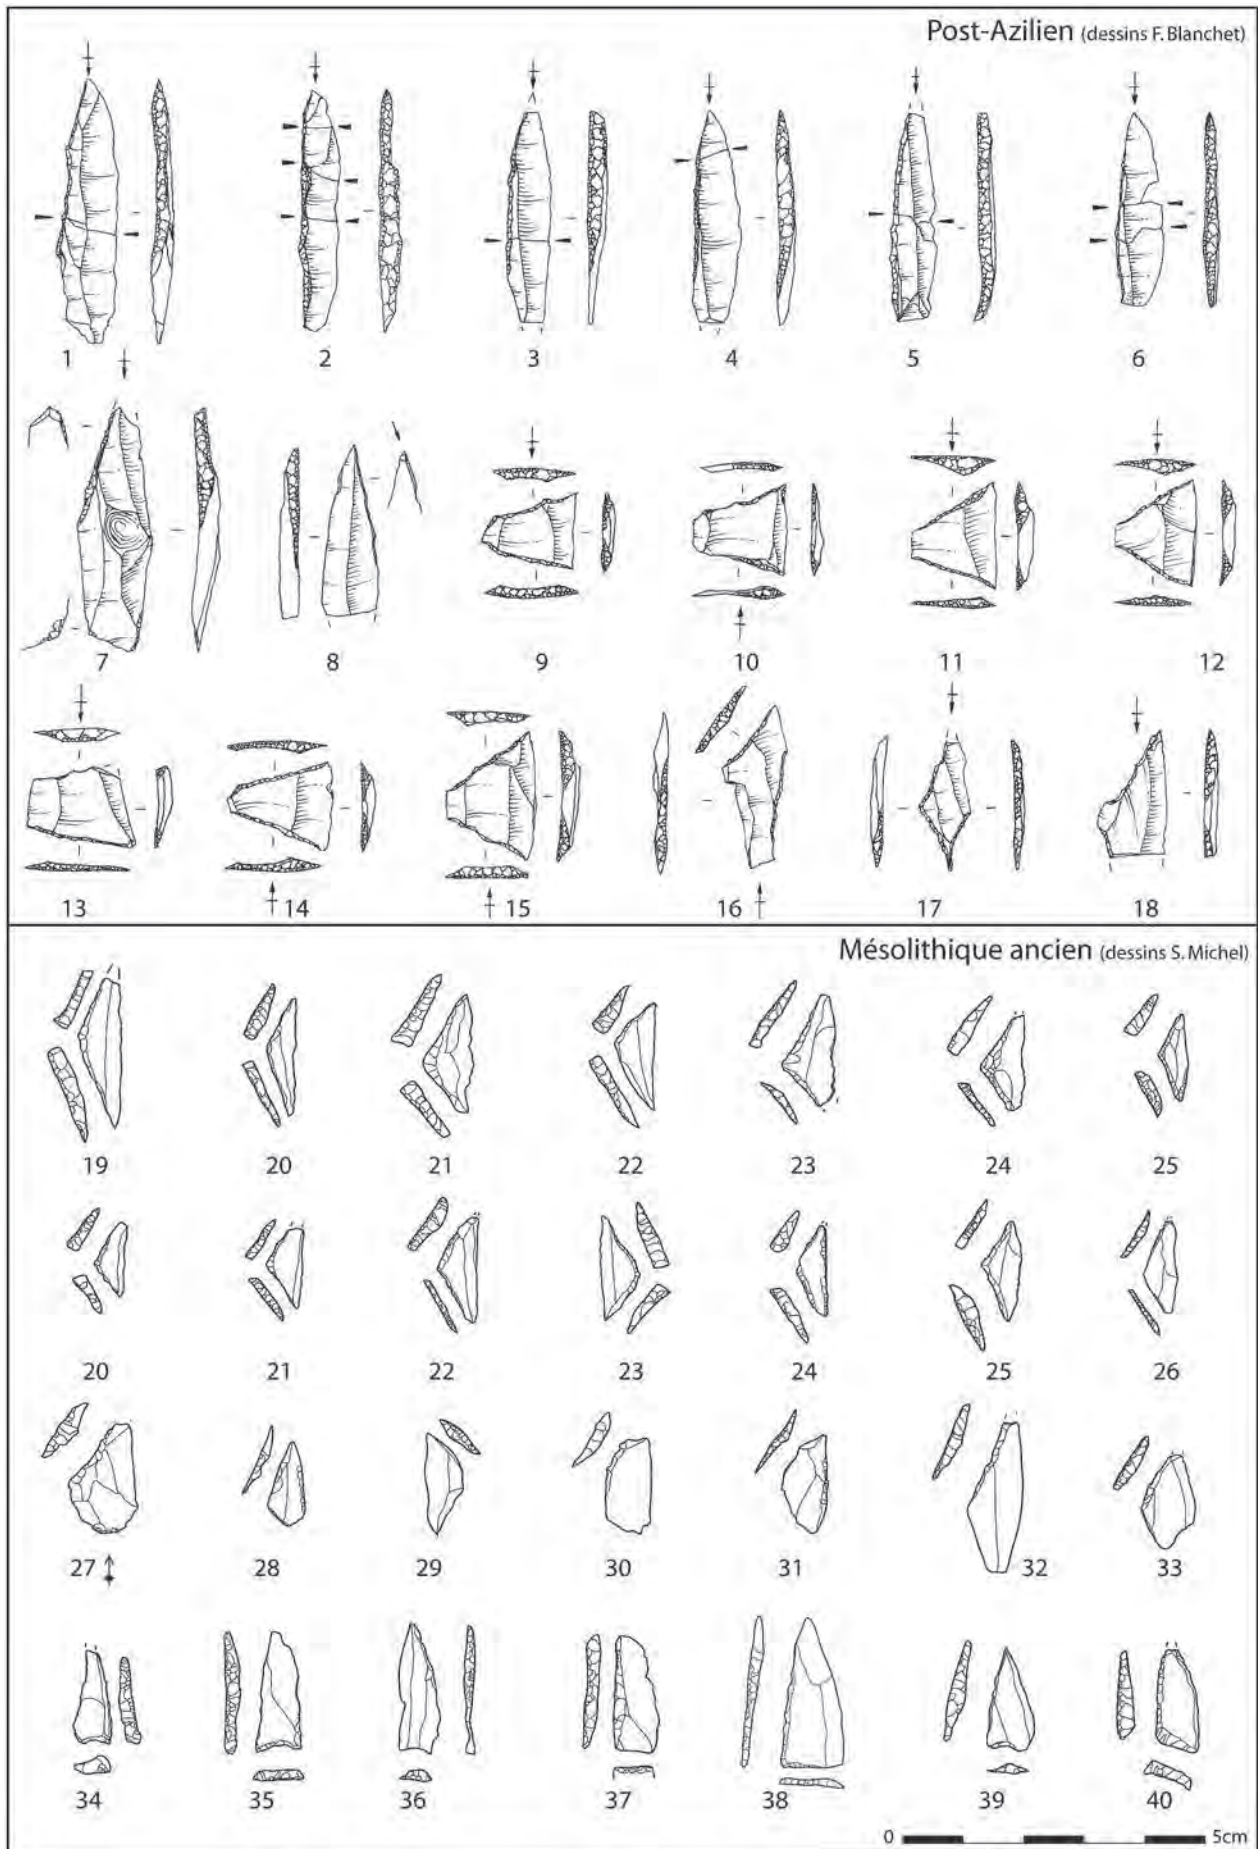 Post-Azilien (dessins F. Blanchet)
1 2 3 4 5 6
7 8 9 10 11 12
13 14 15 16 17 18
Mésolithique ancien (dessins S. Michel)
19 20 21 22 23 24 25
20 21 22 23 24 25 26
27 28 29 30 31 32 33
34 35 36 37 38 39 40
0 5cm